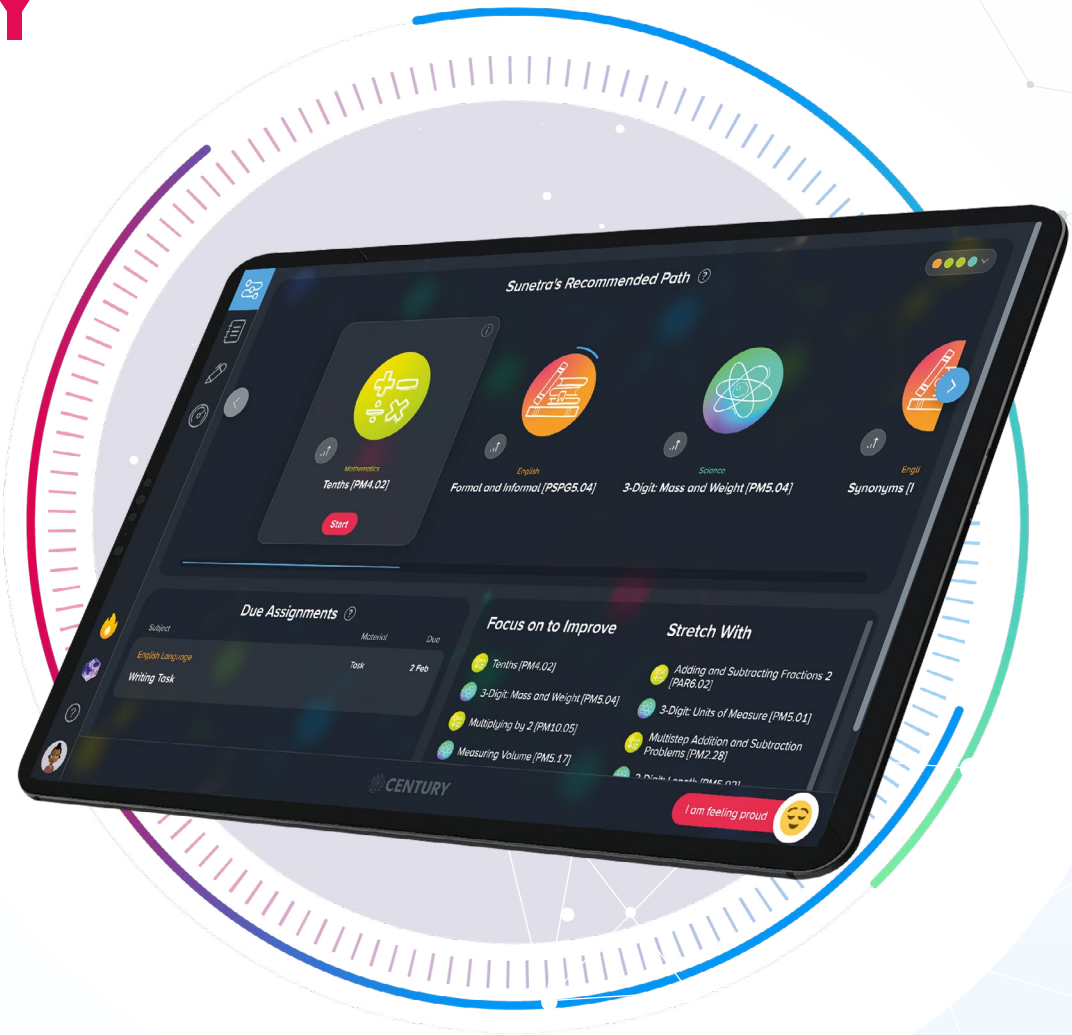 Y
Sunetra's Recommended Path ?
Mathematics
Tenths [PM4.02]
Start
English
Formal and Informal [PSPG5.04]
Science
3-Digit: Mass and Weight [PM5.04]
Engli
Synonyms [
Due Assignments ?
Subject Material Due
English Language
Writing Task
Task 2 Feb
Focus on to Improve
Tenths [PM4.02]
3-Digit: Mass and Weight [PM5.04]
Multiplying by 2 [PM10.05]
Measuring Volume [PM5.17]
Stretch With
Adding and Subtracting Fractions 2
[PAR6.02]
3-Digit: Units of Measure [PM5.01]
Multistep Addition and Subtraction
Problems [PM2.28]
?
CENTURY
I am feeling proud